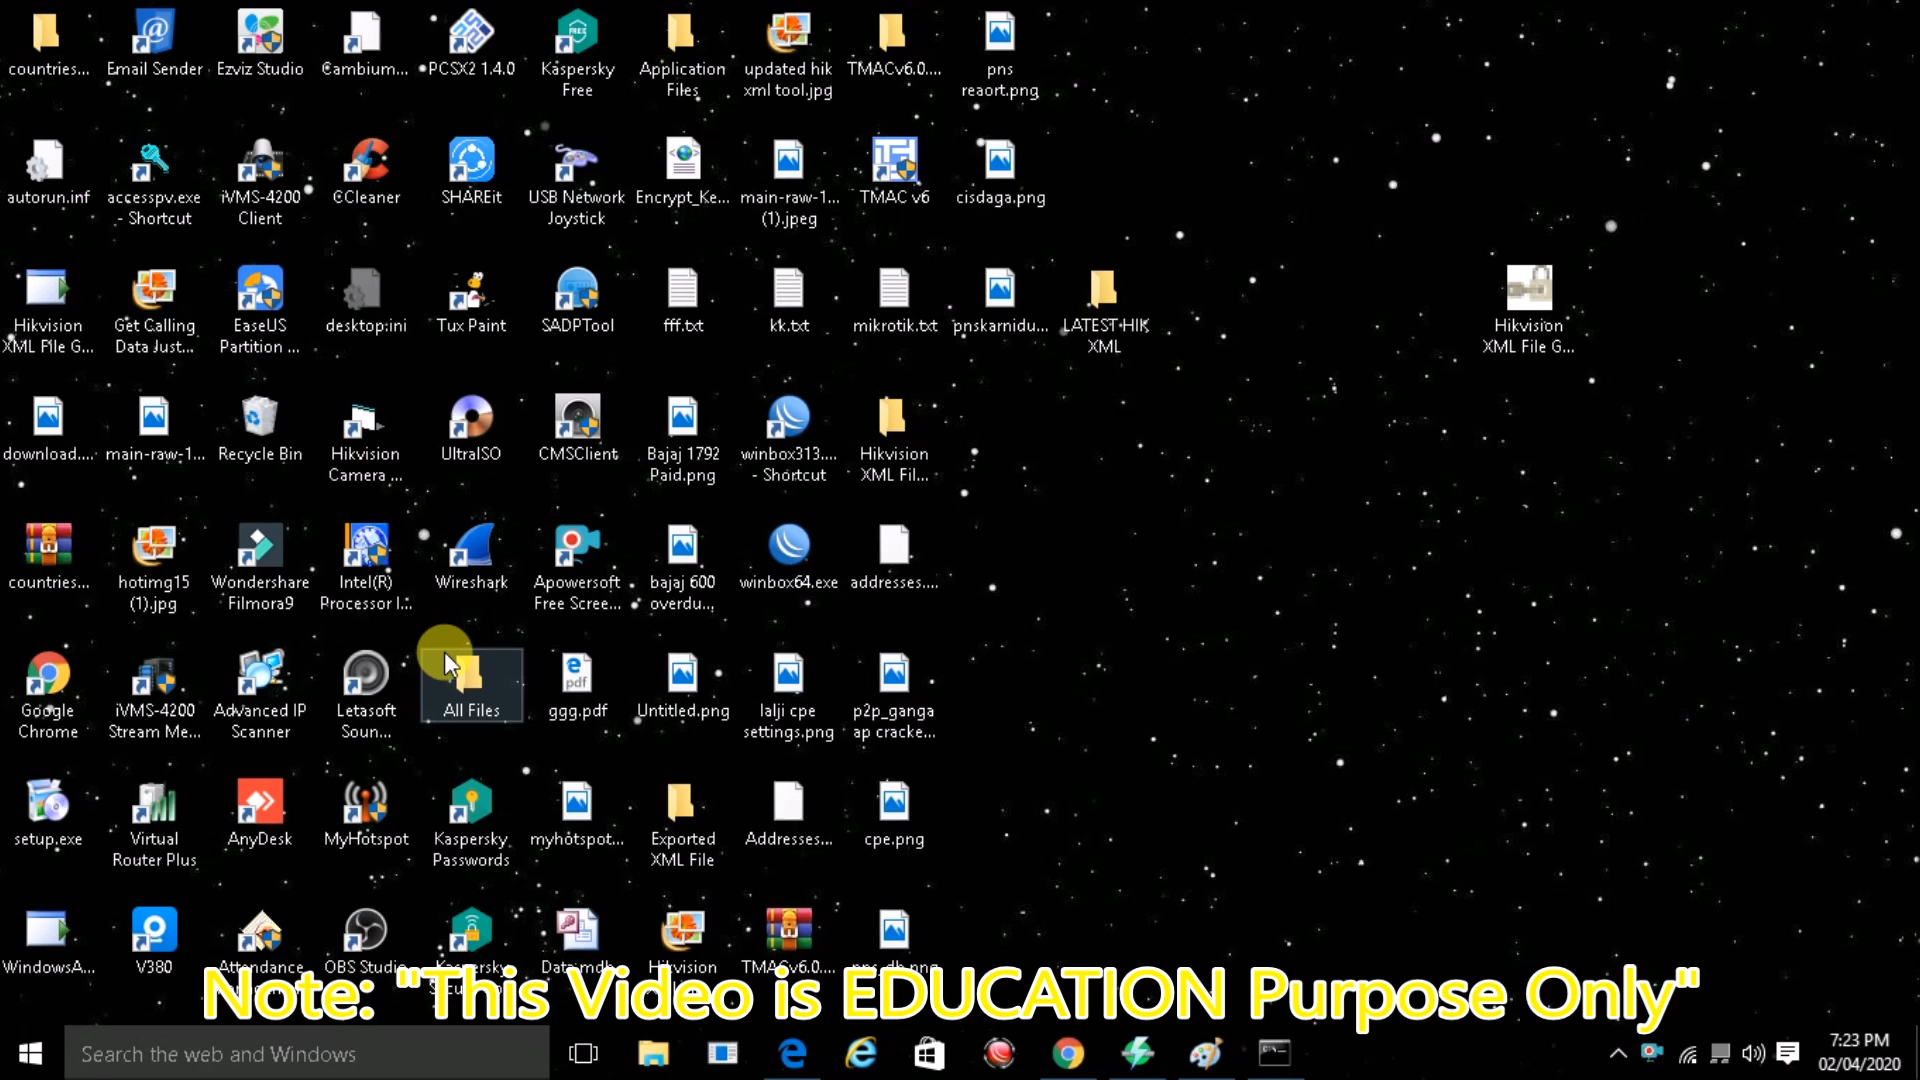 countries...
Email Sender
Ezviz Studio
Cambium...
PCSX2 1.4.0
Kaspersky
Free
Application
Files
updated hik
xml tool.jpg
TMACv6.0....
pns
reaort.png
autorun.inf
accesspv.exe
- Shortcut
iVMS-4200
Client
CCleaner
SHAREit
USB Network
Joystick
Encrypt_Ke...
main-raw-1...
(1).jpeg
TMAC v6
cisdaga.png
Hikvision
XML File G...
Get Calling
Data Just...
EaseUS
Partition ...
desktop.ini
Tux Paint
SADPTool
fff.txt
kk.txt
mikrotik.txt
pnskarnidu...
LATEST HIK
XML
Hikvision
XML File G...
download....
main-raw-1...
Recycle Bin
Hikvision
Camera ...
UltraISO
CMSClient
Bajaj 1792
Paid.png
winbox313....
- Shortcut
Hikvision
XML Fil...
countries...
hotimg15
(1).jpg
Wondershare
Filmora9
Intel(R)
Processor I...
Wireshark
Apowersoft
Free Scree...
bajaj 600
overdu...
winbox64.exe
addresses....
Google
Chrome
iVMS-4200
Stream Me...
Advanced IP
Scanner
Letasoft
Soun...
All Files
pdf
ggg.pdf
Untitled.png
lalji cpe
settings.png
p2p_ganga
ap cracke...
setup.exe
Virtual
Router Plus
AnyDesk
MyHotspot
Kaspersky
Passwords
myhotspot...
Exported
XML File
Addresses...
cpe.png
WindowsA...
V380
Attendance
OBS Studio
Kaspersky
Data.mdb
Hikvision
TMACv6.0....
Note: "This Video is EDUCATION Purpose Only"
Search the web and Windows
7:23 PM
02/04/2020